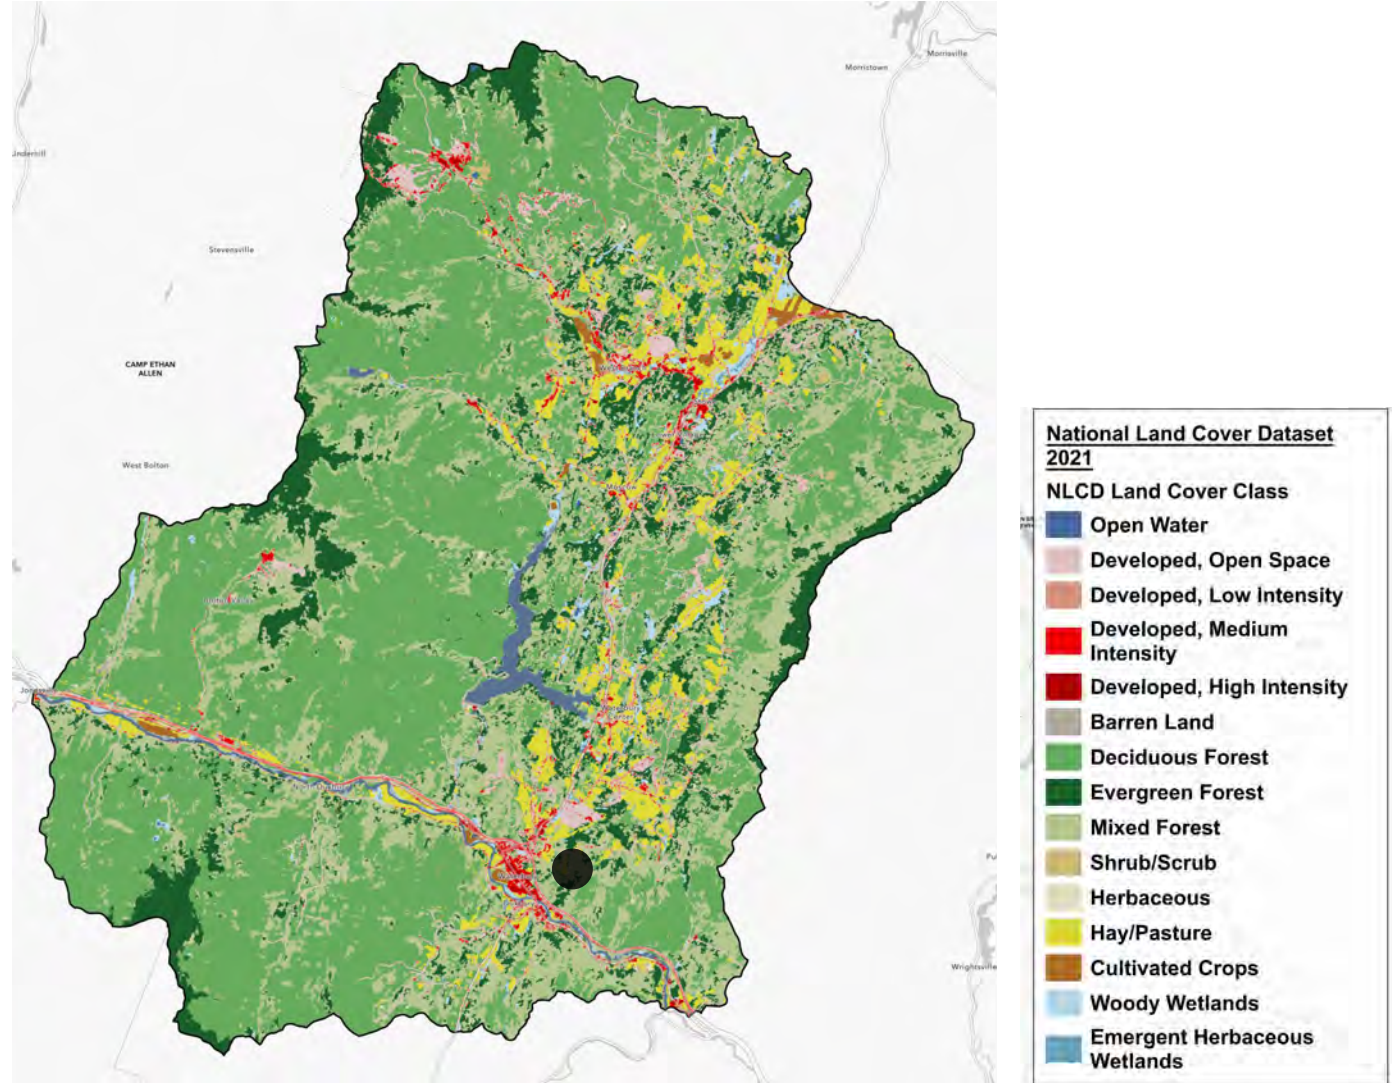 Morrisville
Morristown
Underhill
Stevensville
CAMP ETHAN
ALLEN
West Bolton
Wrightsville
National Land Cover Dataset
2021
NLCD Land Cover Class
Open Water
Developed, Open Space
Developed, Low Intensity
Developed, Medium
Intensity
Developed, High Intensity
Barren Land
Deciduous Forest
Evergreen Forest
Mixed Forest
Shrub/Scrub
Herbaceous
Hay/Pasture
Cultivated Crops
Woody Wetlands
Emergent Herbaceous
Wetlands